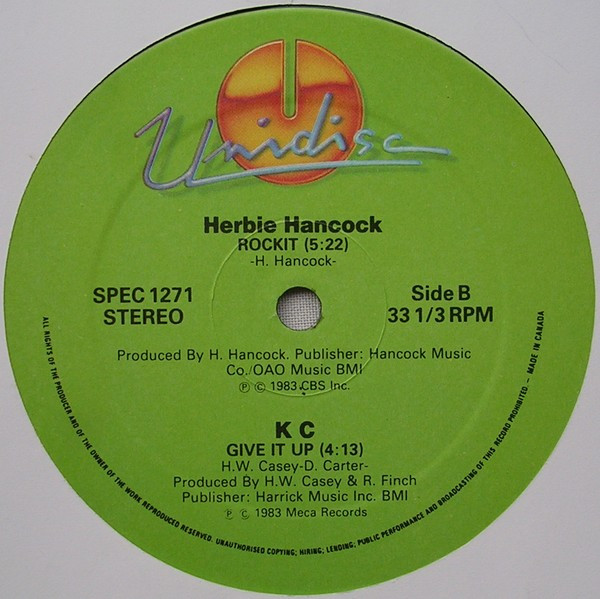 Unidisc
Herbie Hancock
ROCKIT (5:22)
-H. Hancock-
SPEC 1271
STEREO
Side B
33 1/3 RPM
Produced By H. Hancock. Publisher: Hancock Music
Co./OAO Music BMI
℗ © 1983 CBS Inc.
K C
GIVE IT UP (4:13)
H.W. Casey-D. Carter-
Produced By H.W. Casey & R. Finch
Publisher: Harrick Music Inc. BMI
℗ © 1983 Meca Records
ALL RIGHTS OF THE PRODUCER AND OF THE OWNER OF THE WORK REPRODUCED RESERVED. UNAUTHORISED COPYING; HIRING; LENDING; PUBLIC PERFORMANCE AND BROADCASTING OF THIS RECORD PROHIBITED. – MADE IN CANADA